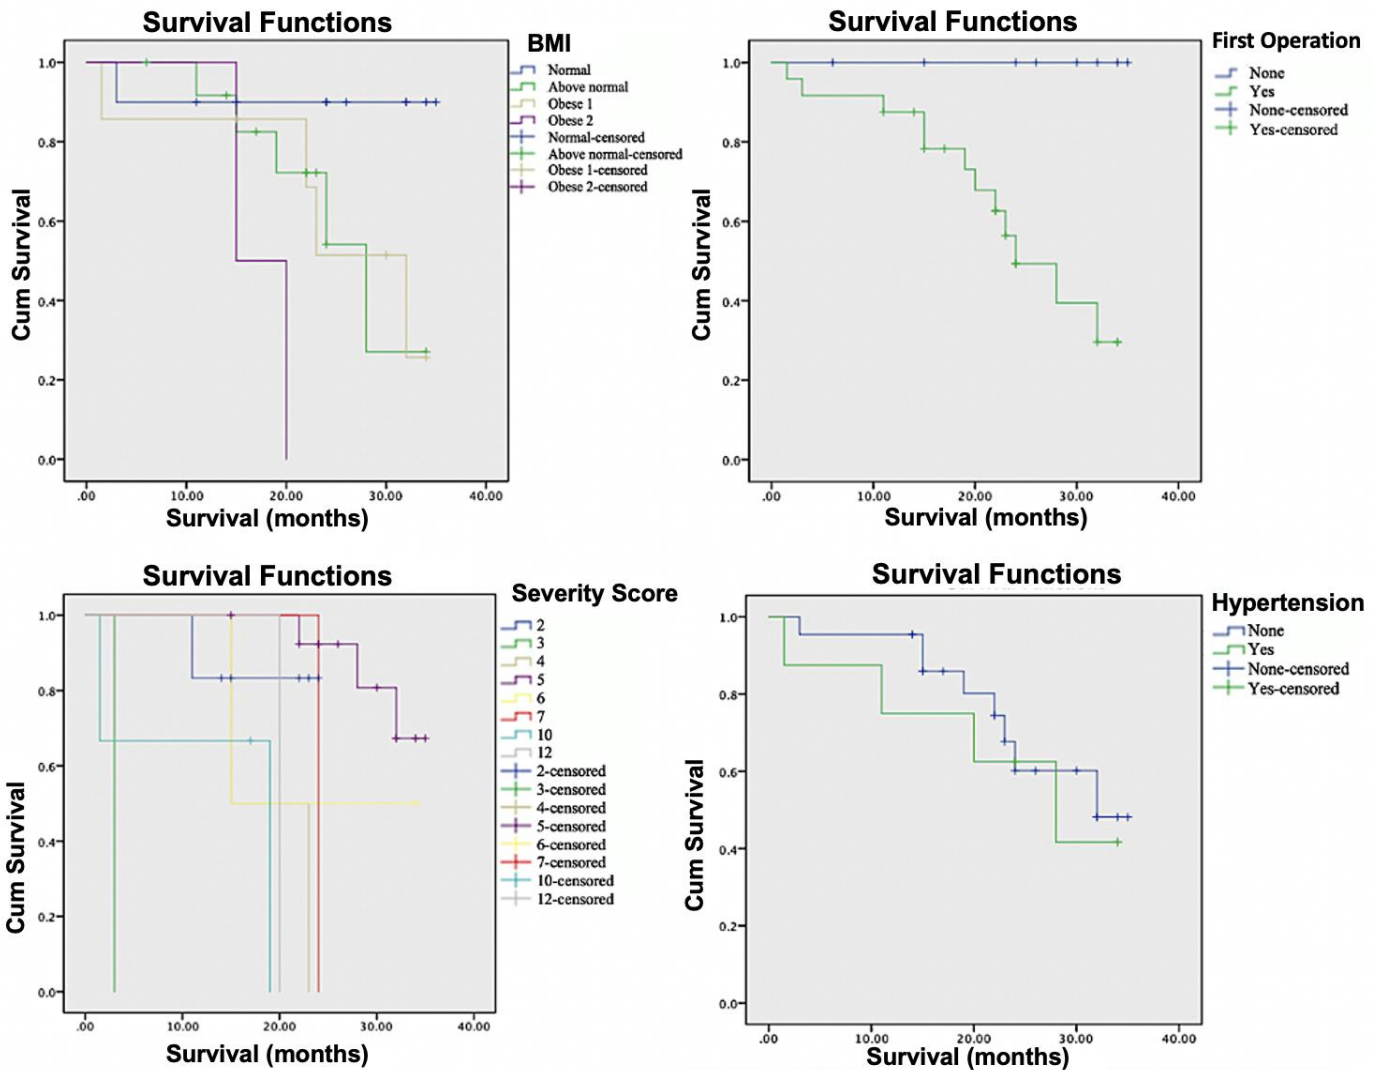 Survival Functions
BMI
Normal
Above normal
Obese 1
Obese 2
Normal-censored
Above normal-censored
Obese 1-censored
Obese 2-censored
Cum Survival
1.0
0.8
0.6
0.4
0.2
0.0
.00 10.00 20.00 30.00 40.00
Survival (months)
Survival Functions
First Operation
None
Yes
None-censored
Yes-censored
Cum Survival
1.0
0.8
0.6
0.4
0.2
0.0
.00 10.00 20.00 30.00 40.00
Survival (months)
Survival Functions
Severity Score
2
3
4
5
6
7
10
12
2-censored
3-censored
4-censored
5-censored
6-censored
7-censored
10-censored
12-censored
Cum Survival
1.0
0.8
0.6
0.4
0.2
0.0
.00 10.00 20.00 30.00 40.00
Survival (months)
Survival Functions
Hypertension
None
Yes
None-censored
Yes-censored
Cum Survival
1.0
0.8
0.6
0.4
0.2
0.0
.00 10.00 20.00 30.00 40.00
Survival (months)